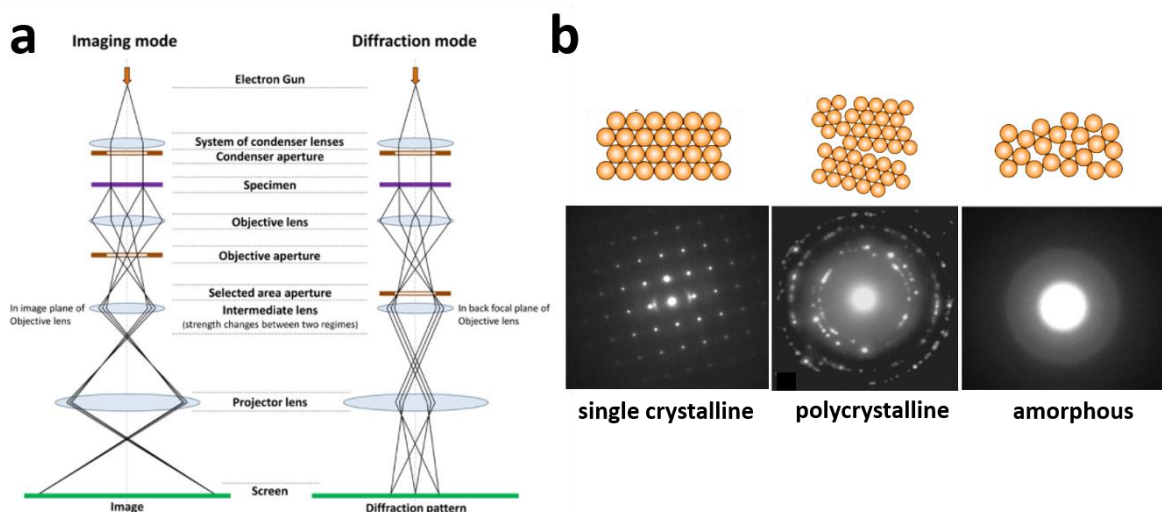 a
Imaging mode
Diffraction mode
Electron Gun
System of condenser lenses
Condenser aperture
Specimen
Objective lens
Objective aperture
Selected area aperture
In image plane of
Objective lens
Intermediate lens
(strength changes between two regimes)
In back focal plane of
Objective lens
Projector lens
Screen
Image
Diffraction pattern
b
single crystalline
polycrystalline
amorphous